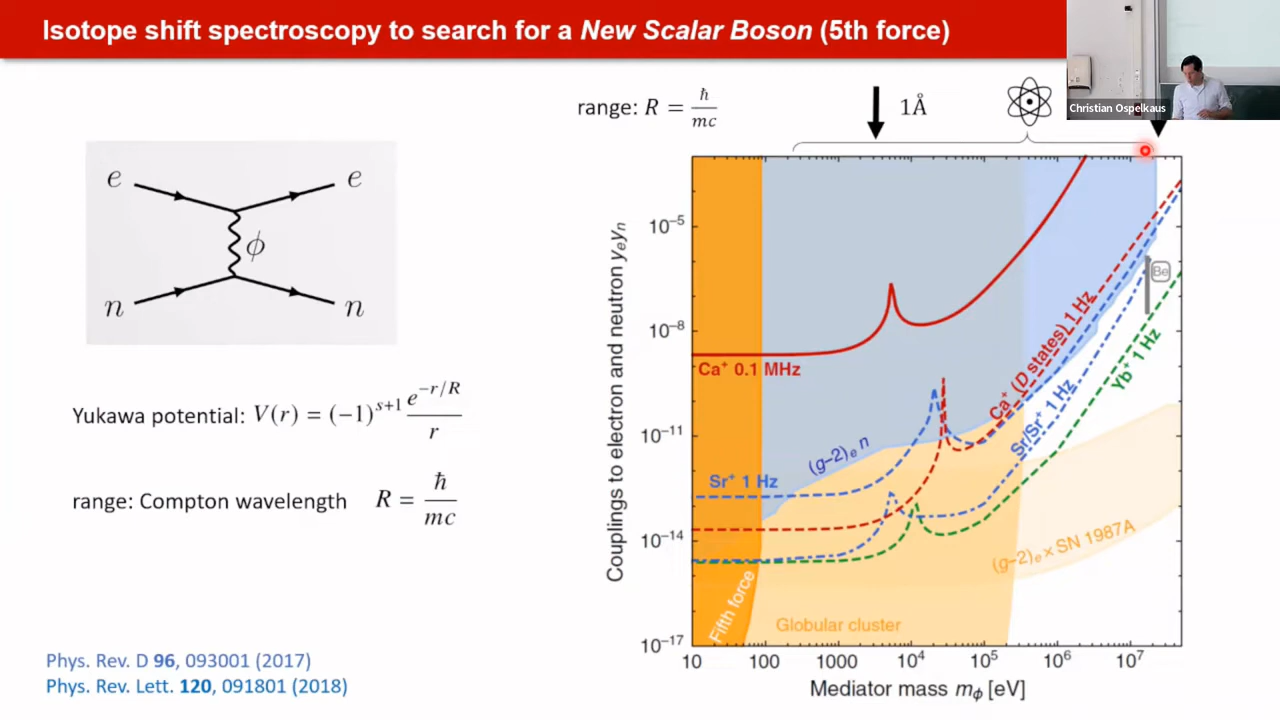 Isotope shift spectroscopy to search for a New Scalar Boson (5th force)
Christian Ospelkaus
range: R = ħ/mc
1Å
e e
ϕ
n n
Yukawa potential: V(r) = (−1)^{s+1} e^{−r/R}/r
range: Compton wavelength R = ħ/mc
Phys. Rev. D 96, 093001 (2017)
Phys. Rev. Lett. 120, 091801 (2018)
Couplings to electron and neutron yₑyₙ
10⁻⁵
10⁻⁸
10⁻¹¹
10⁻¹⁴
10⁻¹⁷
Ca⁺ 0.1 MHz
Sr⁺ 1 Hz
(g−2)ₑ n
Ca⁺ (D states) 1 Hz
Sr/Sr⁺ 1 Hz
Yb⁺ 1 Hz
Be
(g−2)ₑ × SN 1987A
Fifth force
Globular cluster
10 100 1000 10⁴ 10⁵ 10⁶ 10⁷
Mediator mass m_ϕ [eV]